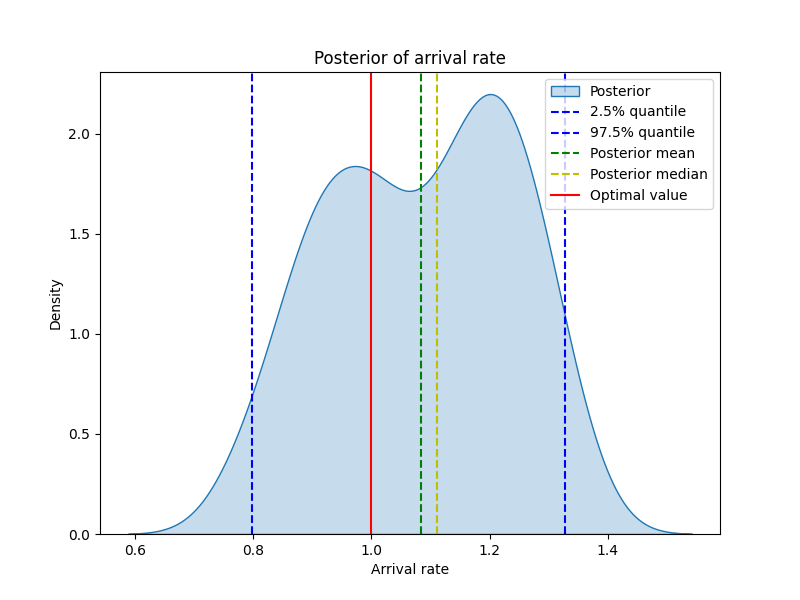 Posterior of arrival rate
Density
2.0
1.5
1.0
0.5
0.0
0.6
0.8
1.0
1.2
1.4
Arrival rate
Posterior
2.5% quantile
97.5% quantile
Posterior mean
Posterior median
Optimal value